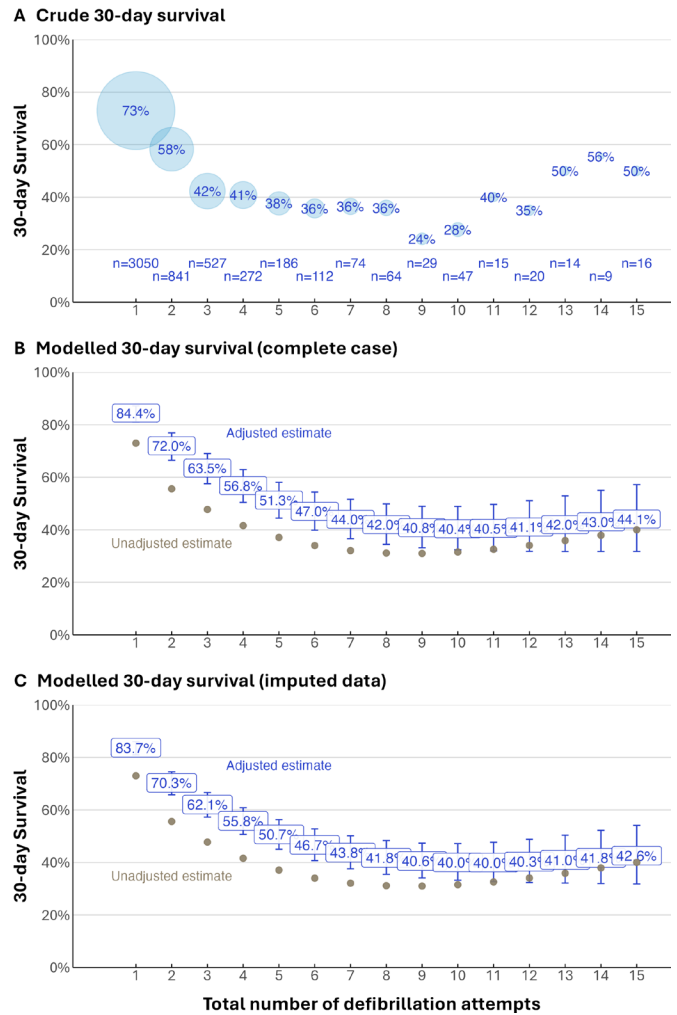 A Crude 30-day survival
100%
80%
60%
40%
20%
0%
30-day Survival
73%
58%
42%
41%
38%
36%
36%
36%
24%
28%
40%
35%
50%
56%
50%
n=3050
n=841
n=527
n=272
n=186
n=112
n=74
n=64
n=29
n=47
n=15
n=20
n=14
n=9
n=16
1 2 3 4 5 6 7 8 9 10 11 12 13 14 15
B Modelled 30-day survival (complete case)
100%
80%
60%
40%
20%
0%
30-day Survival
84.4%
72.0%
63.5%
56.8%
51.3%
47.0%
44.0%
42.0%
40.8%
40.4%
40.5%
41.1%
42.0%
43.0%
44.1%
Adjusted estimate
Unadjusted estimate
1 2 3 4 5 6 7 8 9 10 11 12 13 14 15
C Modelled 30-day survival (imputed data)
100%
80%
60%
40%
20%
0%
30-day Survival
83.7%
70.3%
62.1%
55.8%
50.7%
46.7%
43.8%
41.8%
40.6%
40.0%
40.0%
40.3%
41.0%
41.8%
42.6%
Adjusted estimate
Unadjusted estimate
1 2 3 4 5 6 7 8 9 10 11 12 13 14 15
Total number of defibrillation attempts